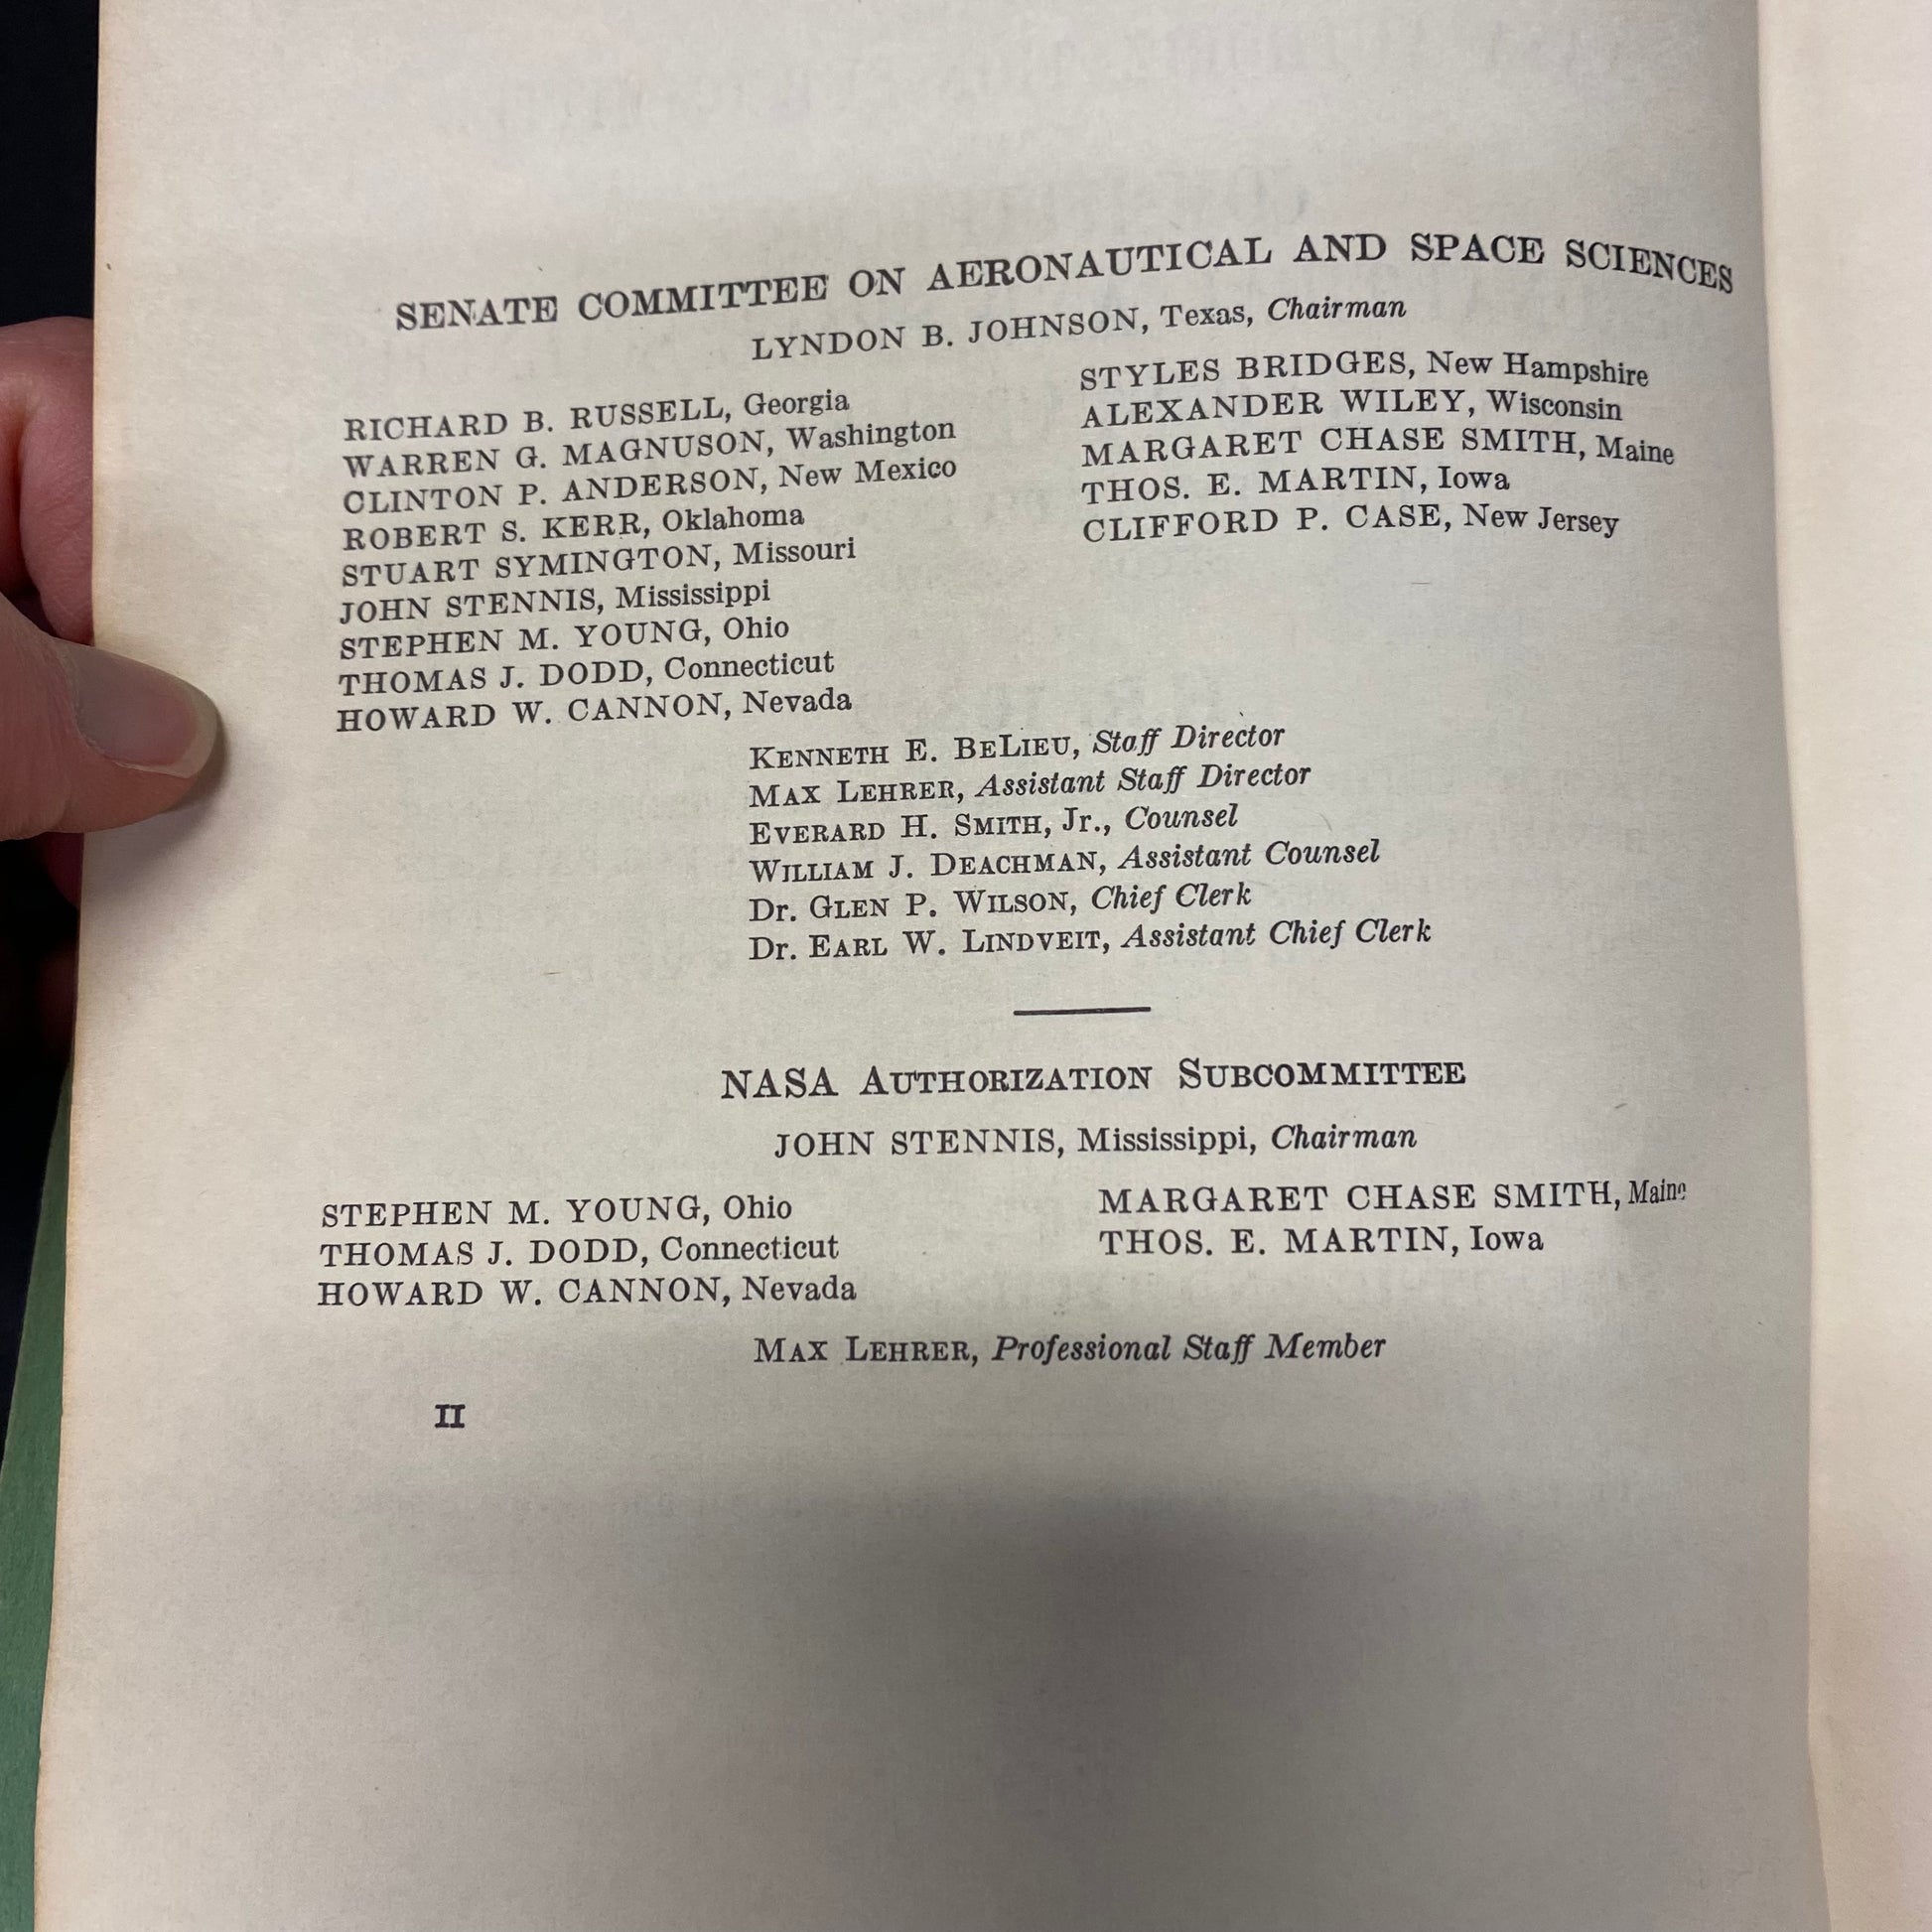 SENATE COMMITTEE ON AERONAUTICAL AND SPACE SCIENCES
LYNDON B. JOHNSON, Texas, Chairman
RICHARD B. RUSSELL, Georgia
WARREN G. MAGNUSON, Washington
CLINTON P. ANDERSON, New Mexico
ROBERT S. KERR, Oklahoma
STUART SYMINGTON, Missouri
JOHN STENNIS, Mississippi
STEPHEN M. YOUNG, Ohio
THOMAS J. DODD, Connecticut
HOWARD W. CANNON, Nevada
STYLES BRIDGES, New Hampshire
ALEXANDER WILEY, Wisconsin
MARGARET CHASE SMITH, Maine
THOS. E. MARTIN, Iowa
CLIFFORD P. CASE, New Jersey
KENNETH E. BELIEU, Staff Director
MAX LEHRER, Assistant Staff Director
EVERARD H. SMITH, Jr., Counsel
WILLIAM J. DEACHMAN, Assistant Counsel
Dr. GLEN P. WILSON, Chief Clerk
Dr. EARL W. LINDVEIT, Assistant Chief Clerk
NASA AUTHORIZATION SUBCOMMITTEE
JOHN STENNIS, Mississippi, Chairman
STEPHEN M. YOUNG, Ohio
THOMAS J. DODD, Connecticut
HOWARD W. CANNON, Nevada
MARGARET CHASE SMITH, Maine
THOS. E. MARTIN, Iowa
MAX LEHRER, Professional Staff Member
II